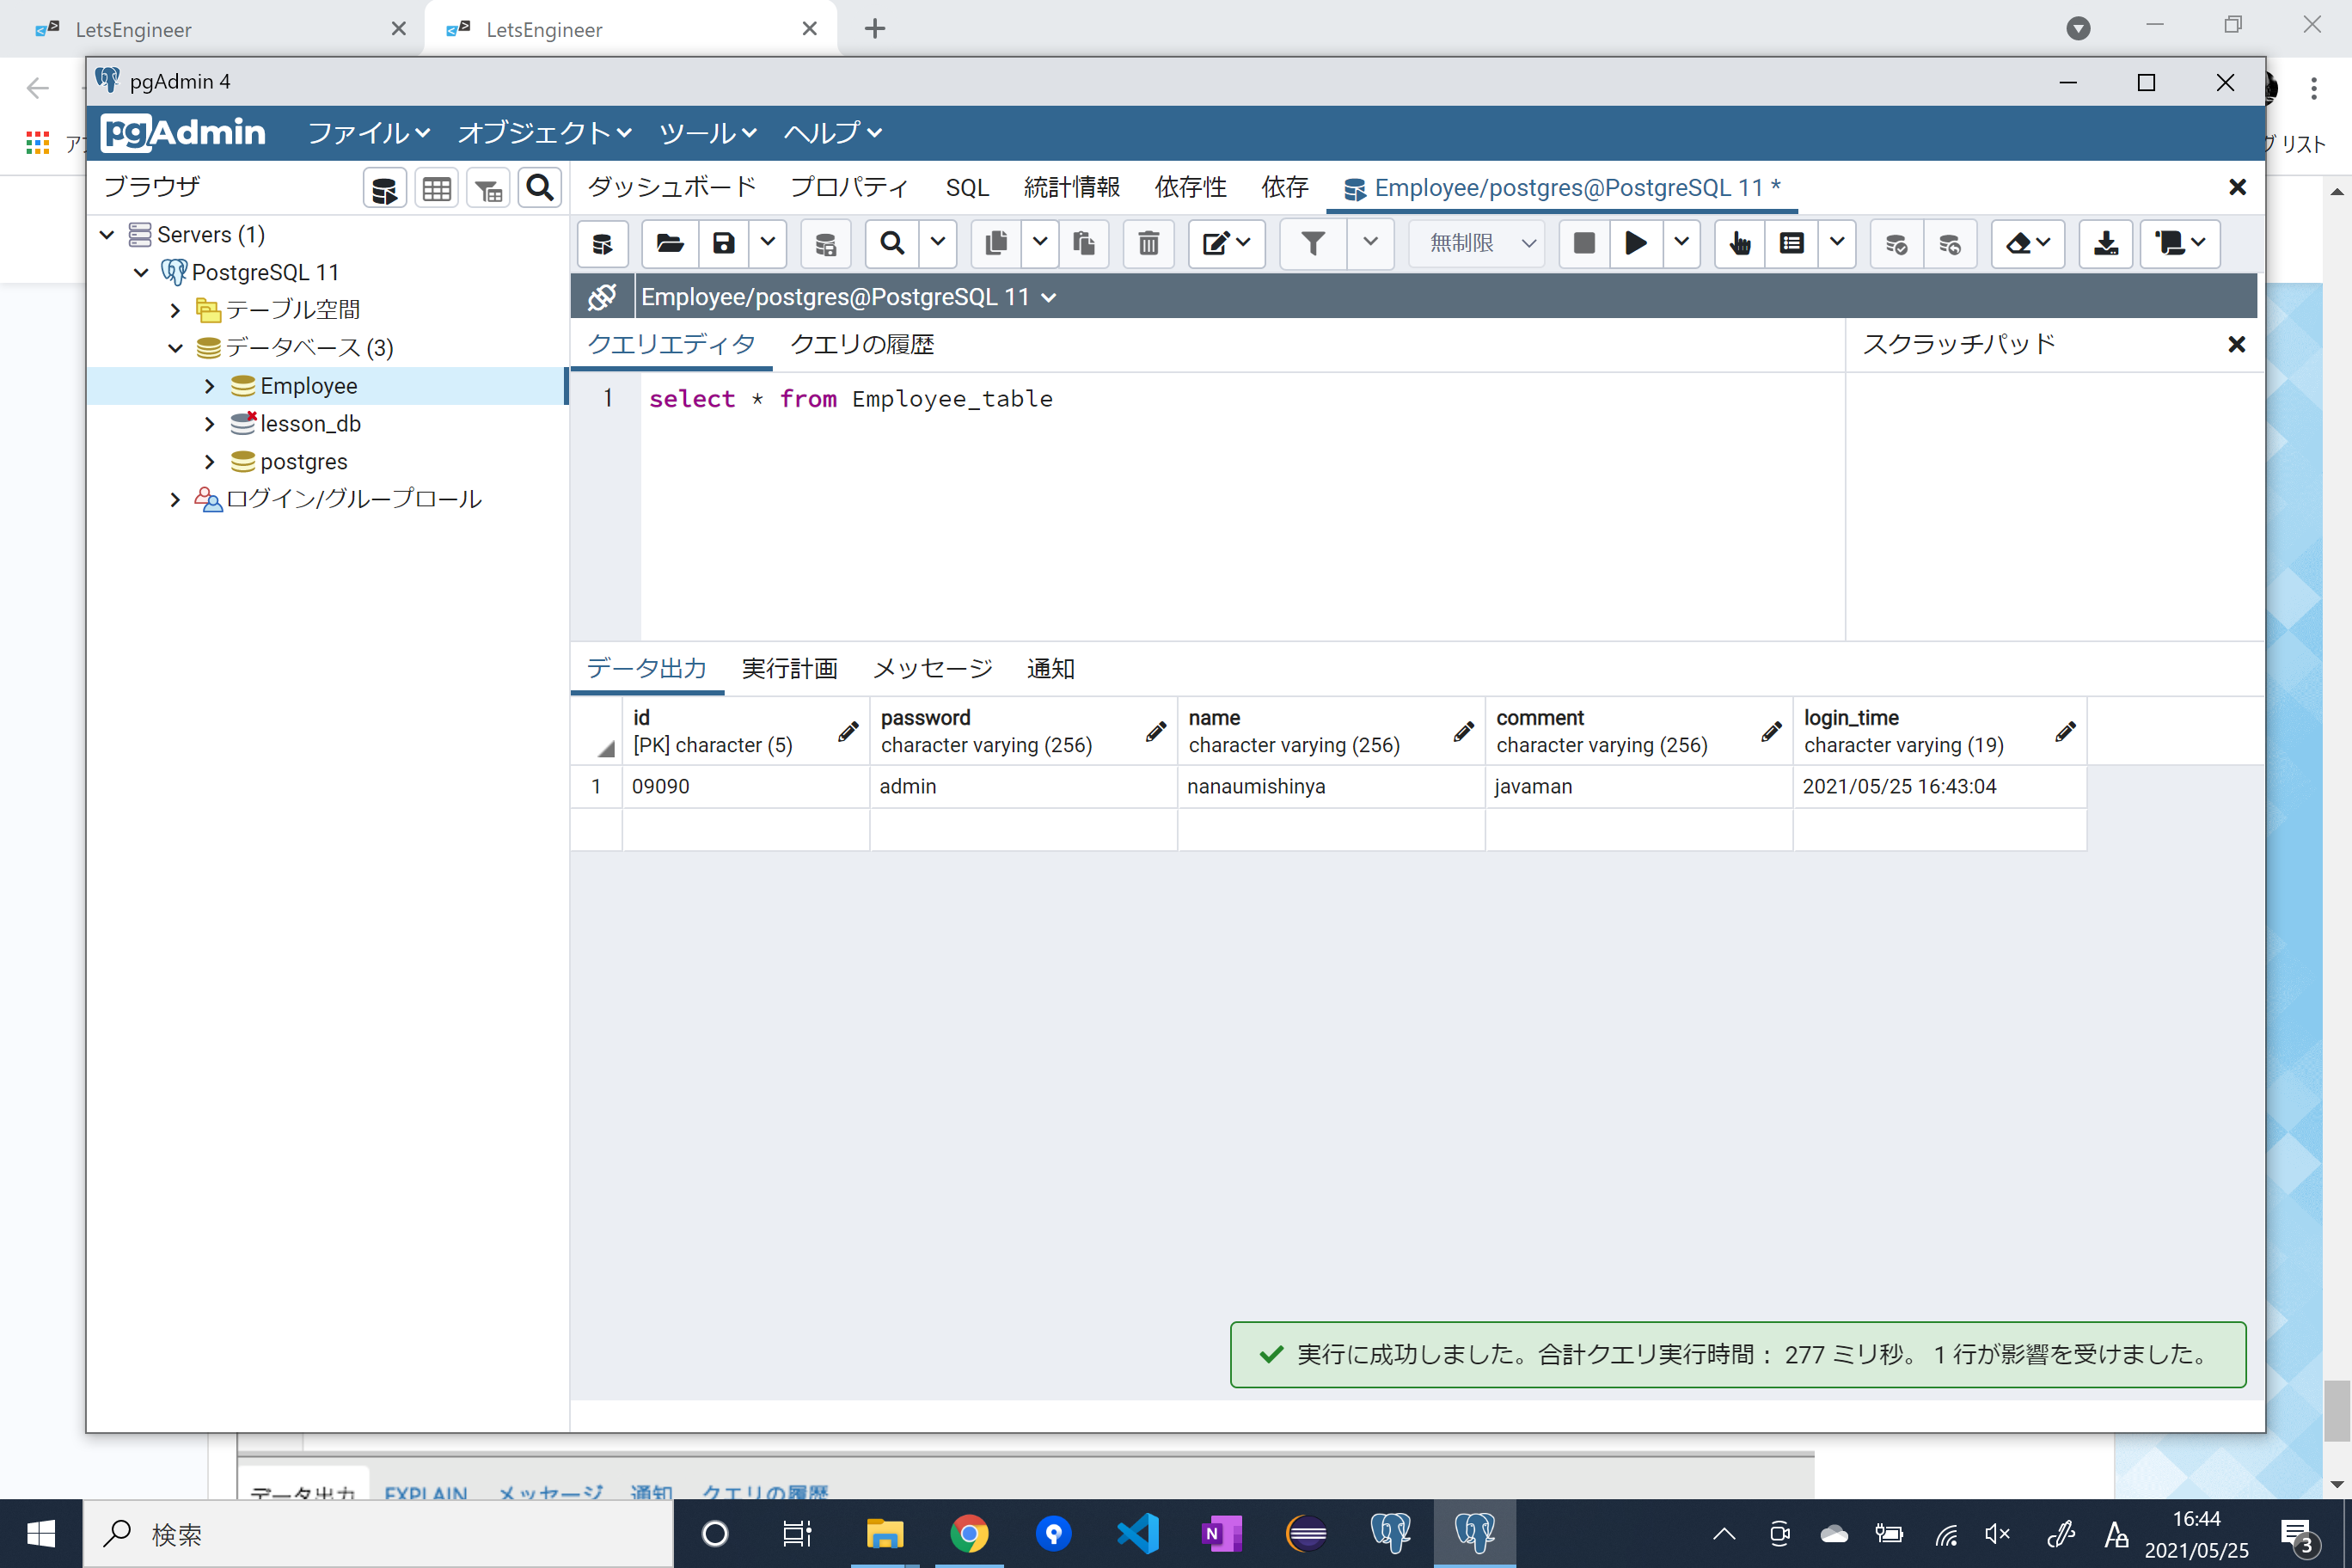 LetsEngineer
LetsEngineer
pgAdmin 4
pgAdmin ファイル オブジェクト ツール ヘルプ
リスト
ブラウザ
ダッシュボード プロパティ SQL 統計情報 依存性 依存 Employee/postgres@PostgreSQL 11 *
Servers (1)
PostgreSQL 11
テーブル空間
データベース (3)
Employee
lesson_db
postgres
ログイン/グループロール
無制限
Employee/postgres@PostgreSQL 11
クエリエディタ クエリの履歴 スクラッチパッド
1 select * from Employee_table
データ出力 実行計画 メッセージ 通知
id password name comment login_time
[PK] character (5) character varying (256) character varying (256) character varying (256) character varying (19)
1 09090 admin nanaumishinya javaman 2021/05/25 16:43:04
実行に成功しました。合計クエリ実行時間： 277 ミリ秒。 1 行が影響を受けました。
データ出力 EXPLAIN メッセージ 通知 クエリの履歴
検索
16:44
2021/05/25
3